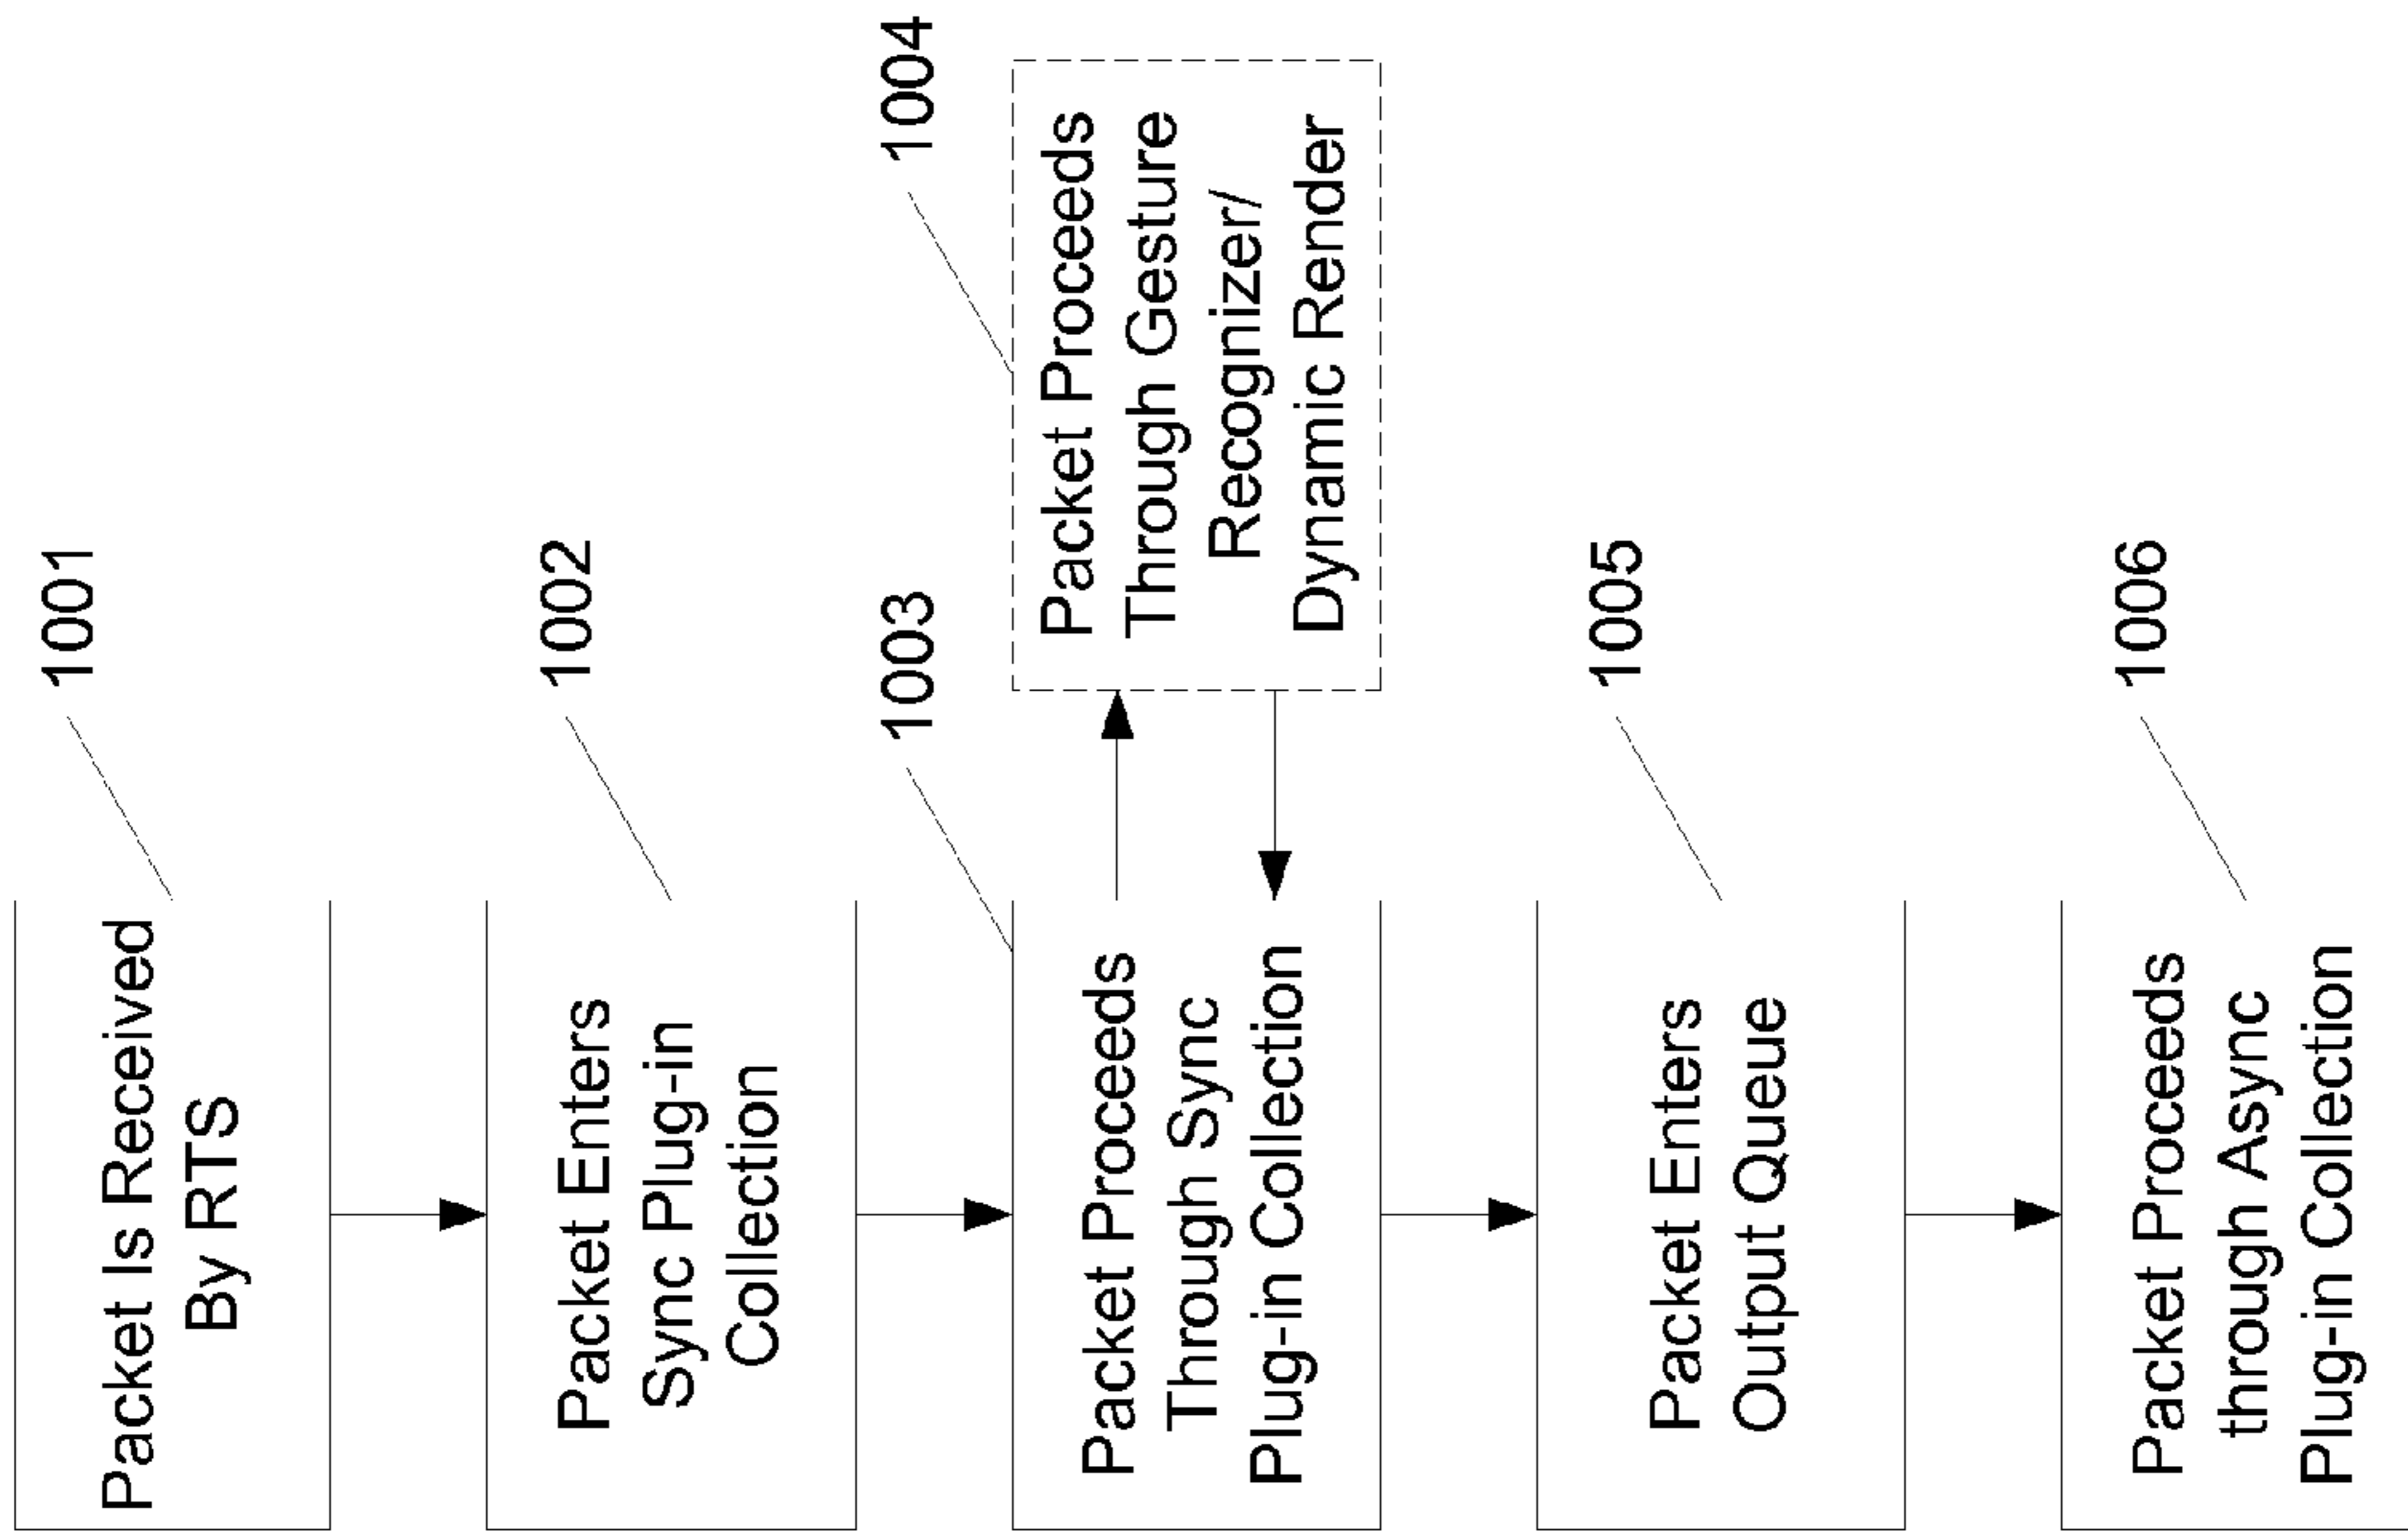 1001
Packet Is Received
By RTS
1002
Packet Enters
Sync Plug-in
Collection
1003
Packet Proceeds
Through Sync
Plug-in Collection
1004
Packet Proceeds
Through Gesture
Recognizer/
Dynamic Render
1005
Packet Enters
Output Queue
1006
Packet Proceeds
through Async
Plug-in Collection